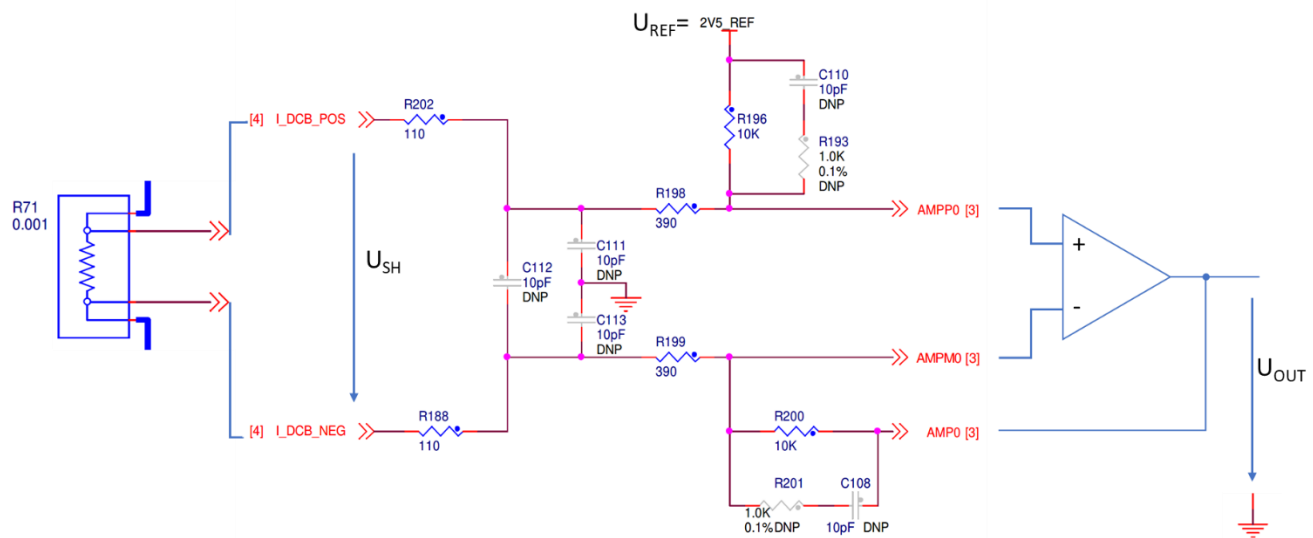 U_REF= 2V5_REF
C110
10pF
DNP
R202
[4] I_DCB_POS
110
R196
10K
R193
1.0K
0.1%
DNP
R71
0.001
R198
390
AMPP0 [3]
+
C111
10pF
DNP
U_SH
C112
10pF
DNP
C113
10pF
DNP
-
R199
390
AMPM0 [3]
U_OUT
R188
[4] I_DCB_NEG
110
R200
10K
AMP0 [3]
R201
C108
1.0K
0.1% DNP
10pF DNP